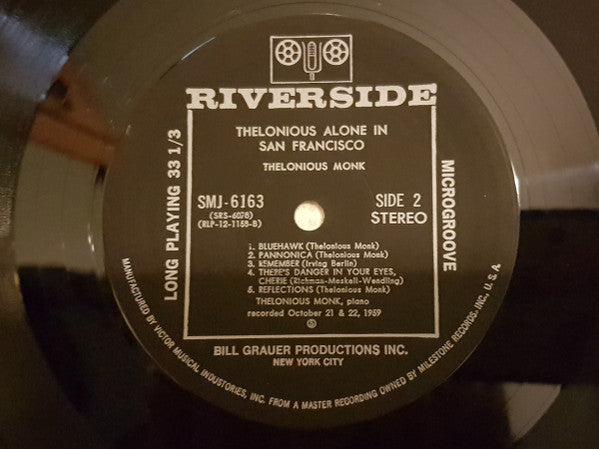 RIVERSIDE
THELONIOUS ALONE IN
SAN FRANCISCO
THELONIOUS MONK
LONG PLAYING 33 1/3
MICROGROOVE
SMJ-6163
(SRS-6078)
(RLP-12-1158-B)
SIDE 2
STEREO
1. BLUEHAWK (Thelonious Monk)
2. PANNONICA (Thelonious Monk)
3. REMEMBER (Irving Berlin)
4. THERE'S DANGER IN YOUR EYES,
CHERIE (Richman-Meskell-Wendling)
5. REFLECTIONS (Thelonious Monk)
THELONIOUS MONK, piano
recorded October 21 & 22, 1959
BILL GRAUER PRODUCTIONS INC.
NEW YORK CITY
MANUFACTURED BY VICTOR MUSICAL INDUSTORIES, INC. FROM A MASTER RECORDING OWNED BY MILESTONE RECORDS, INC, U.S.A.